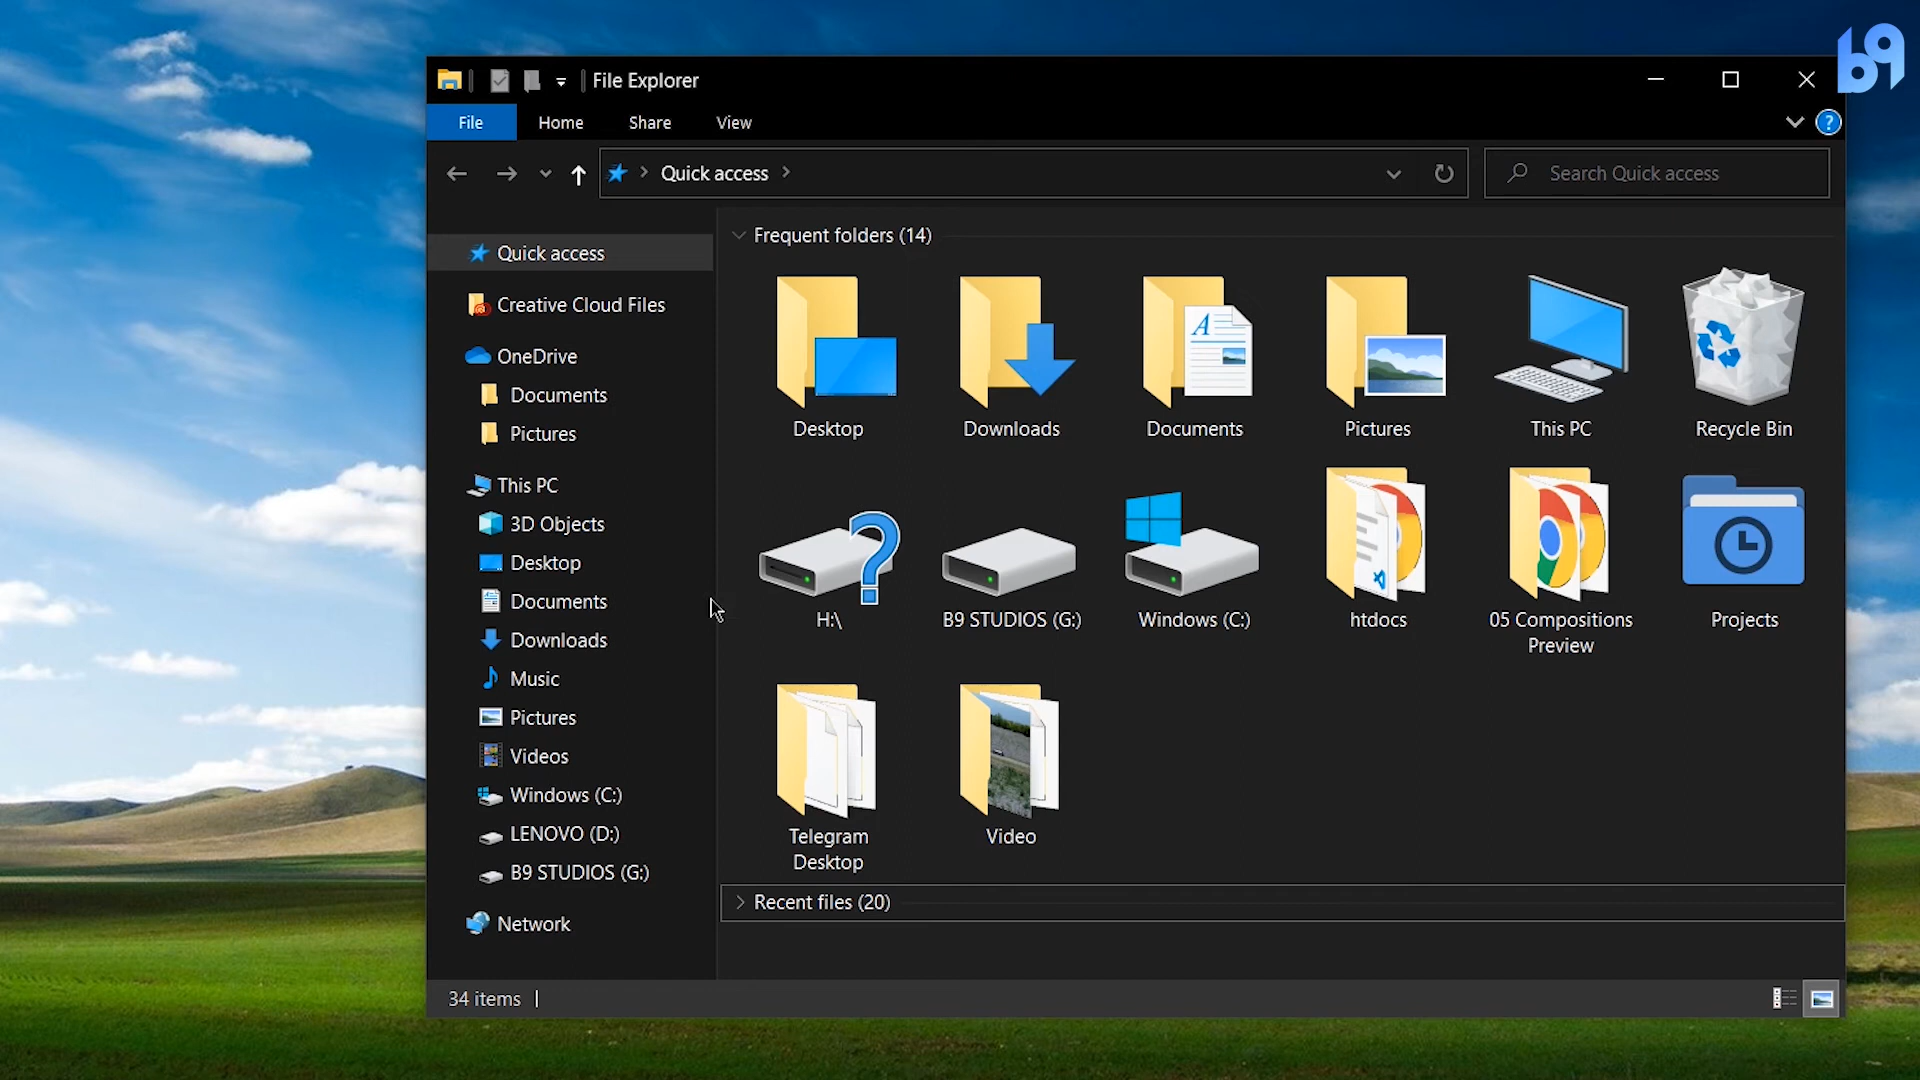 b9
File Explorer
File
Home
Share
View
?
Quick access
Search Quick access
Quick access
Creative Cloud Files
OneDrive
Documents
Pictures
This PC
3D Objects
Desktop
Documents
Downloads
Music
Pictures
Videos
Windows (C:)
LENOVO (D:)
B9 STUDIOS (G:)
Network
Frequent folders (14)
Desktop
Downloads
A
Documents
Pictures
This PC
Recycle Bin
?
H:\
B9 STUDIOS (G:)
Windows (C:)
htdocs
05 Compositions
Preview
Projects
Telegram
Desktop
Video
Recent files (20)
34 items